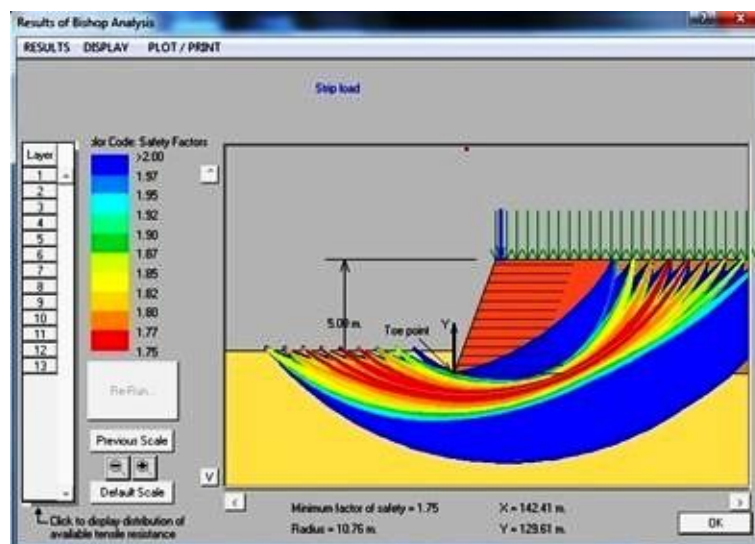 Results of Bishop Analysis
RESULTS DISPLAY PLOT / PRINT
Strip load
Layer
1
2
3
4
5
6
7
8
9
10
11
12
13
olor Code: Safety Factors
>2.00
1.97
1.95
1.92
1.90
1.87
1.85
1.82
1.80
1.77
1.75
Re-Run...
Previous Scale
Default Scale
Click to display distribution of
available tensile resistance
5.00 m.
Toe point
Y
V
Minimum factor of safety = 1.75
X = 142.41 m.
Radius = 10.76 m.
Y = 129.61 m.
OK